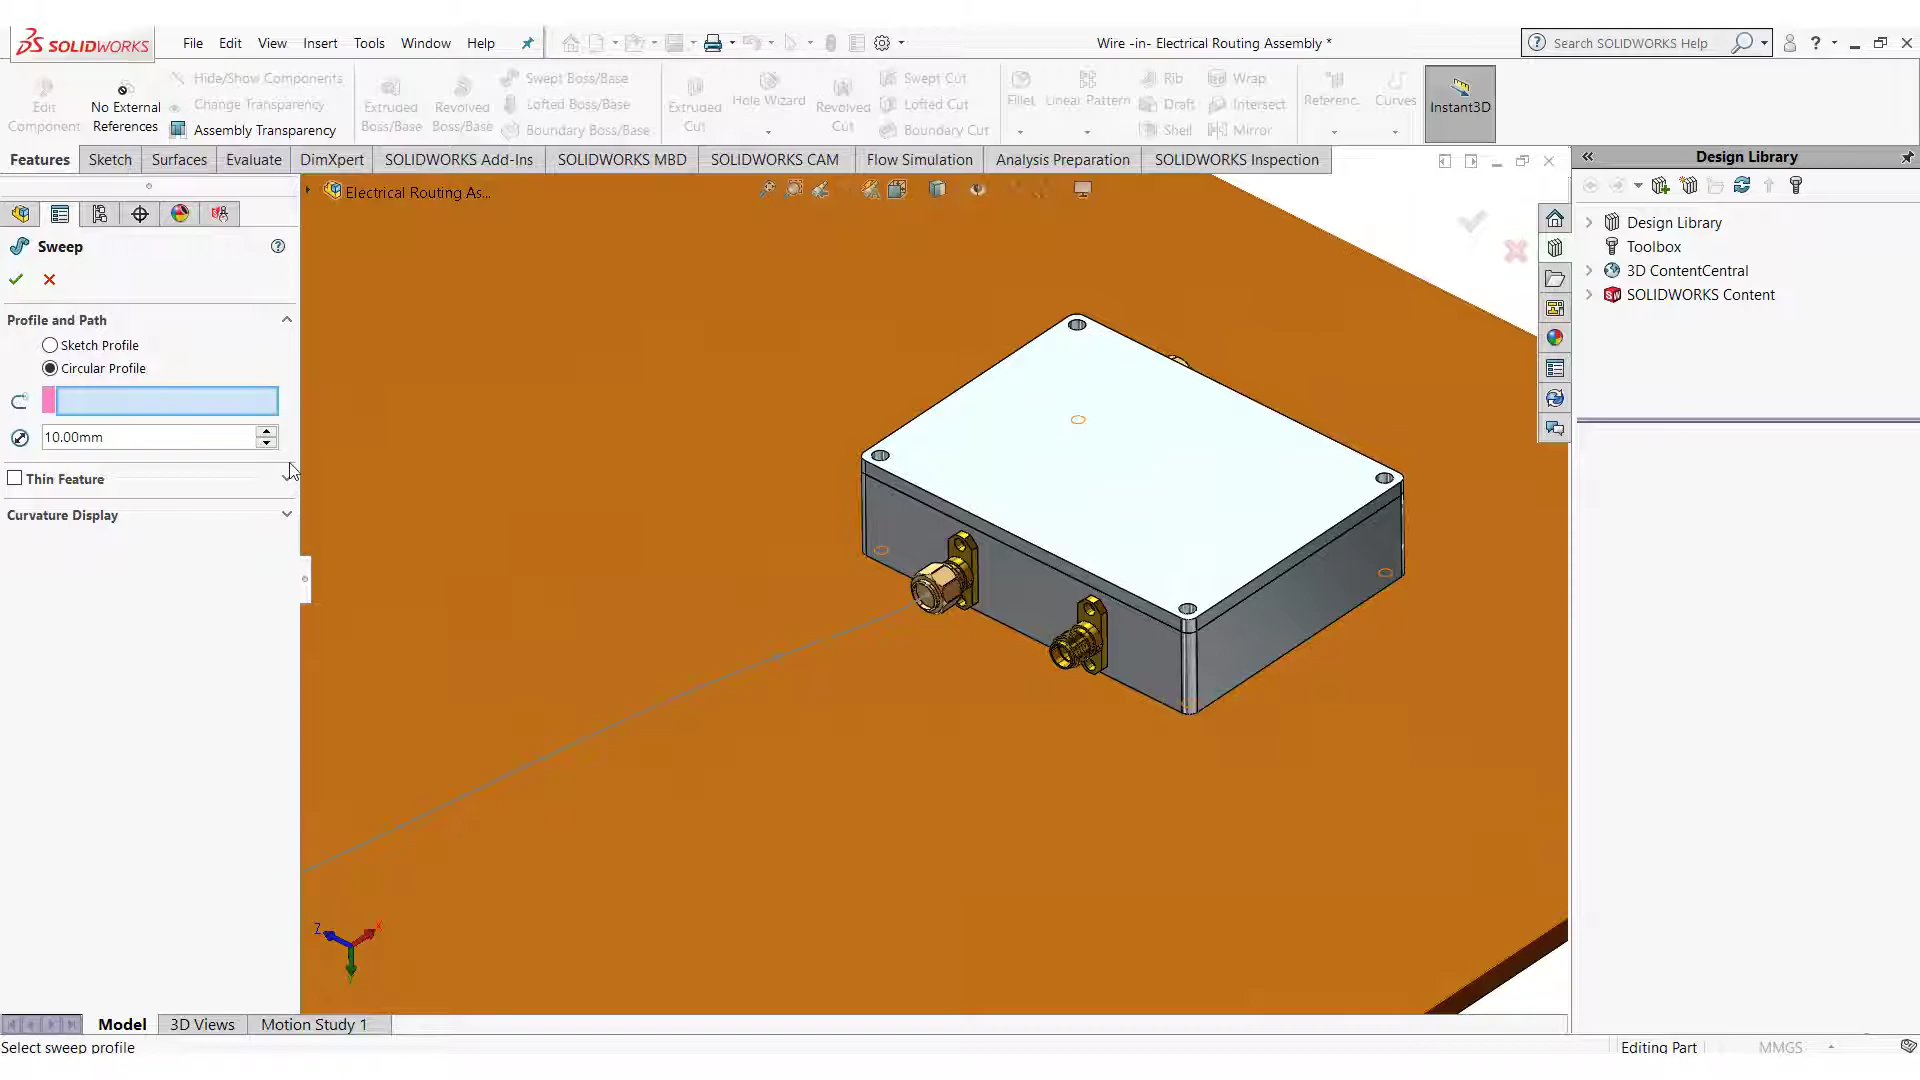 SOLIDWORKS
File Edit View Insert Tools Window Help
Wire -in- Electrical Routing Assembly *
Search SOLIDWORKS Help
Edit Component
No External References
Hide/Show Components
Change Transparency
Assembly Transparency
Extruded Boss/Base
Revolved Boss/Base
Swept Boss/Base
Lofted Boss/Base
Boundary Boss/Base
Extruded Cut
Hole Wizard
Revolved Cut
Swept Cut
Lofted Cut
Boundary Cut
Fillet
Linear Pattern
Rib
Draft
Shell
Wrap
Intersect
Mirror
Referenc...
Curves
Instant3D
Features Sketch Surfaces Evaluate DimXpert SOLIDWORKS Add-Ins SOLIDWORKS MBD SOLIDWORKS CAM Flow Simulation Analysis Preparation SOLIDWORKS Inspection
Design Library
Electrical Routing As...
Sweep
Profile and Path
Sketch Profile
Circular Profile
10.00mm
Thin Feature
Curvature Display
Design Library
Toolbox
3D ContentCentral
SOLIDWORKS Content
Z
X
Y
Model 3D Views Motion Study 1
Select sweep profile
Editing Part
MMGS